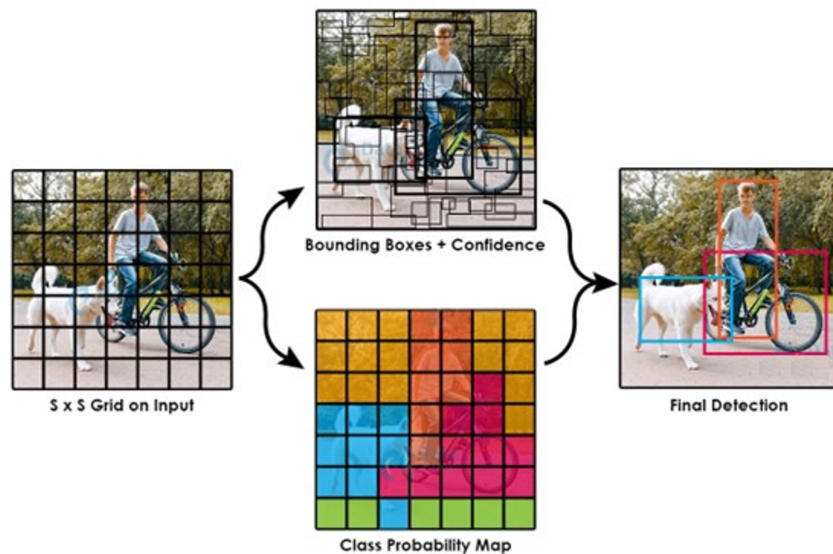 Bounding Boxes + Confidence
S x S Grid on Input
Final Detection
Class Probability Map